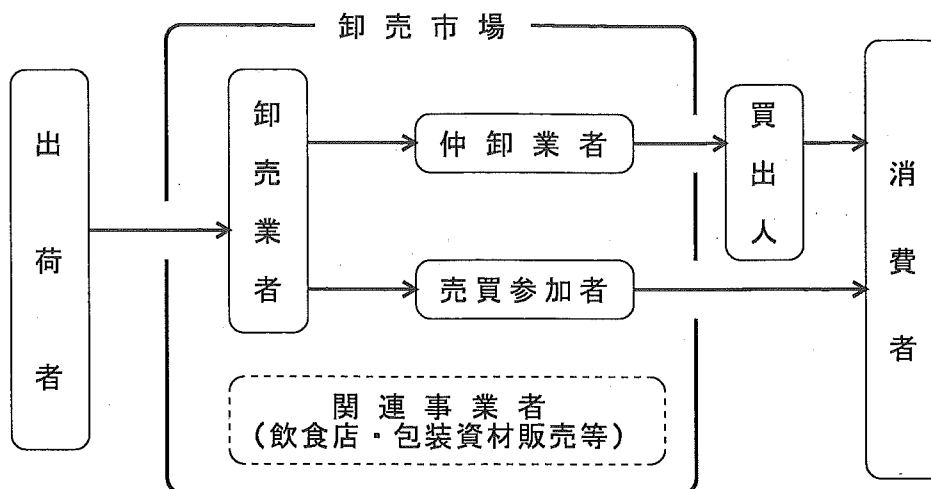 卸売市場
出荷者
卸売業者
仲卸業者
買出人
消費者
売買参加者
関連事業者
（飲食店・包装資材販売等）